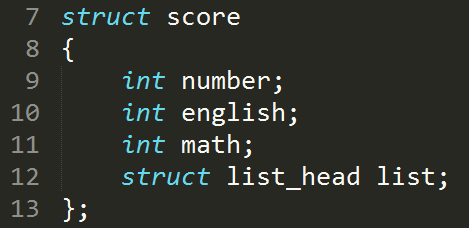 7 struct score
8 {
9     int number;
10     int english;
11     int math;
12     struct list_head list;
13 };